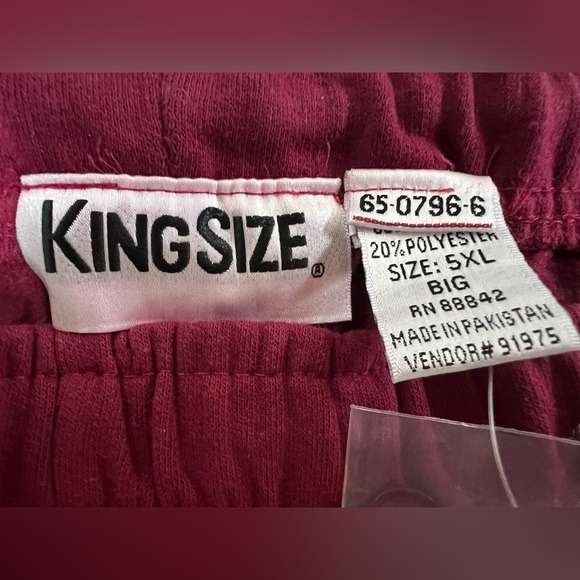 KINGSIZE®
65-0796-6
20% POLYESTER
SIZE: 5XL
BIG
RN 88842
MADE IN PAKISTAN
VENDOR# 91975